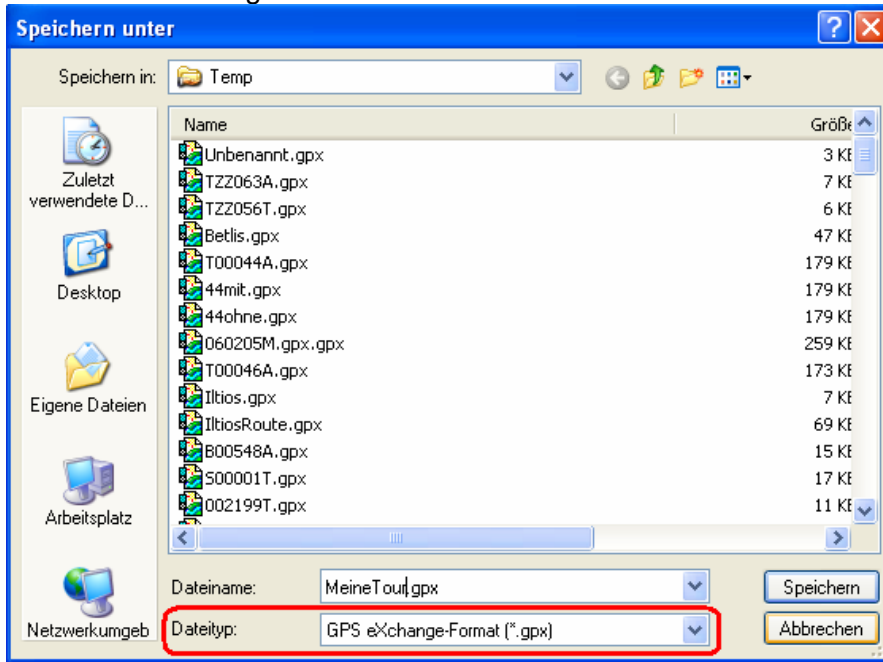 Speichern unter
Speichern in: Temp
Name Größe
Unbenannt.gpx 3 KB
TZZ063A.gpx 7 KB
TZZ056T.gpx 6 KB
Betlis.gpx 47 KB
T00044A.gpx 179 KB
44mit.gpx 179 KB
44ohne.gpx 179 KB
060205M.gpx.gpx 259 KB
T00046A.gpx 173 KB
Iltios.gpx 7 KB
IltiosRoute.gpx 69 KB
B00548A.gpx 15 KB
S00001T.gpx 17 KB
002199T.gpx 11 KB
Zuletzt
verwendete D...
Desktop
Eigene Dateien
Arbeitsplatz
Netzwerkumgeb
Dateiname: MeineTour.gpx Speichern
Dateityp: GPS eXchange-Format (*.gpx) Abbrechen